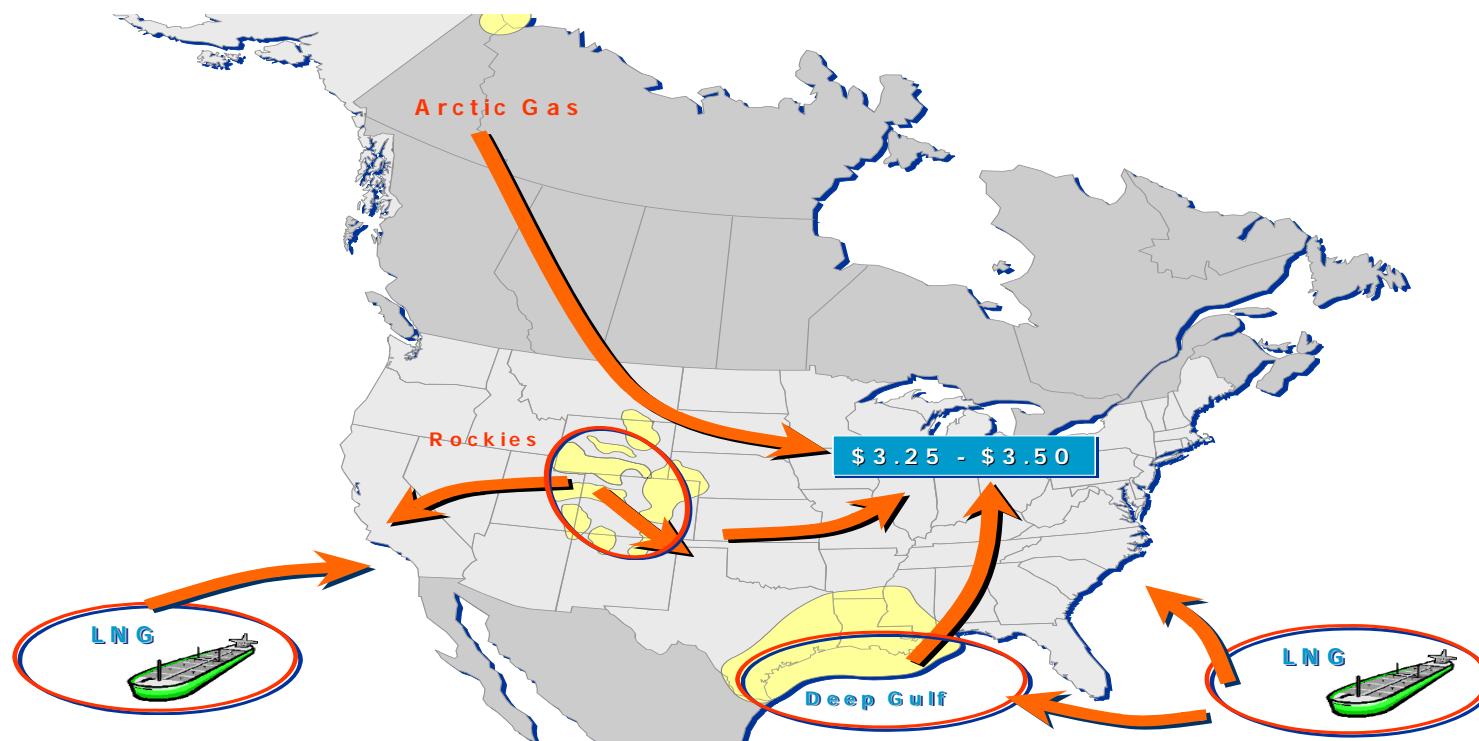 Arctic Gas
Rockies
$3.25 - $3.50
LNG
LNG
Deep Gulf